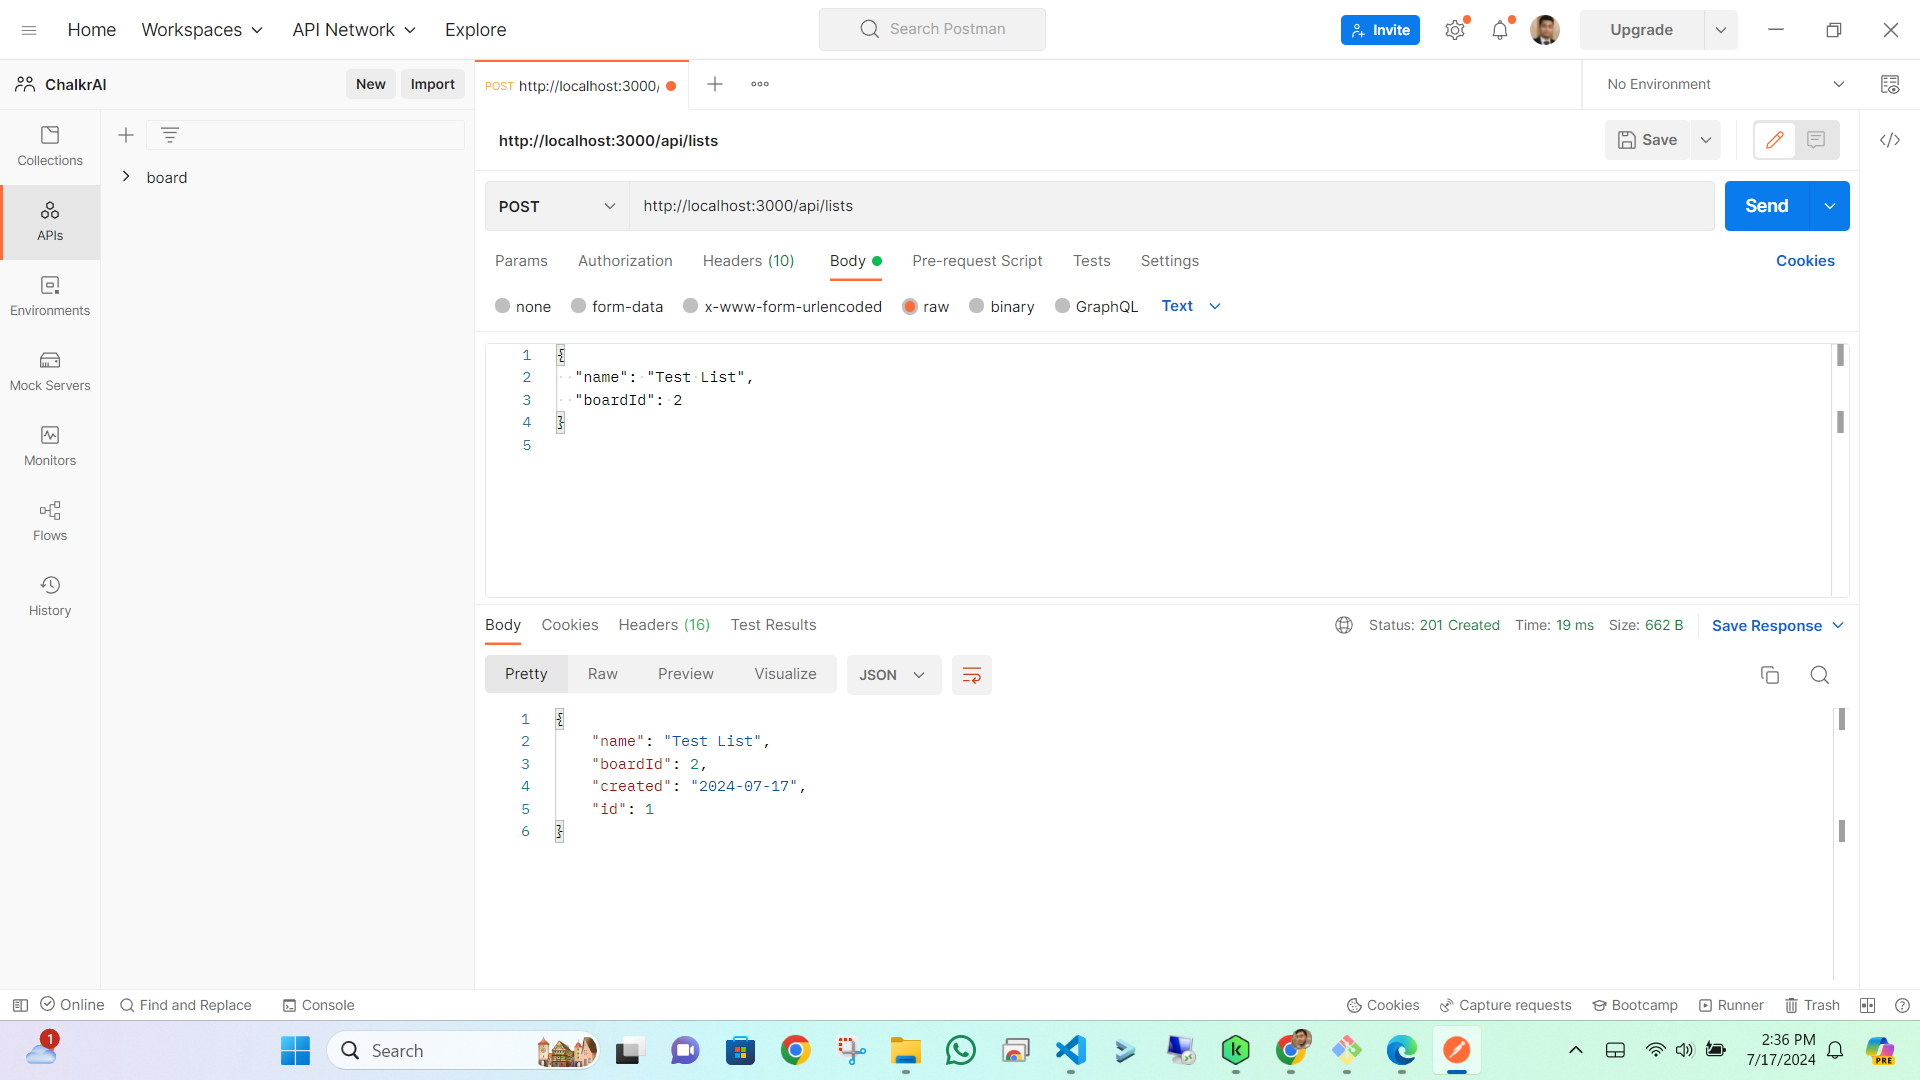 Home Workspaces API Network Explore Search Postman Invite Upgrade
ChalkrAI New Import POST http://localhost:3000/ No Environment
http://localhost:3000/api/lists Save
Collections
board
POST http://localhost:3000/api/lists Send
APIs
Params Authorization Headers (10) Body Pre-request Script Tests Settings Cookies
none form-data x-www-form-urlencoded raw binary GraphQL Text
Environments
1 {
2 "name": "Test List",
3 "boardId": 2
4 }
5
Mock Servers
Monitors
Flows
History
Body Cookies Headers (16) Test Results Status: 201 Created Time: 19 ms Size: 662 B Save Response
Pretty Raw Preview Visualize JSON
1 {
2 "name": "Test List",
3 "boardId": 2,
4 "created": "2024-07-17",
5 "id": 1
6 }
Online Find and Replace Console Cookies Capture requests Bootcamp Runner Trash
1 Search 2:36 PM
7/17/2024
PRE